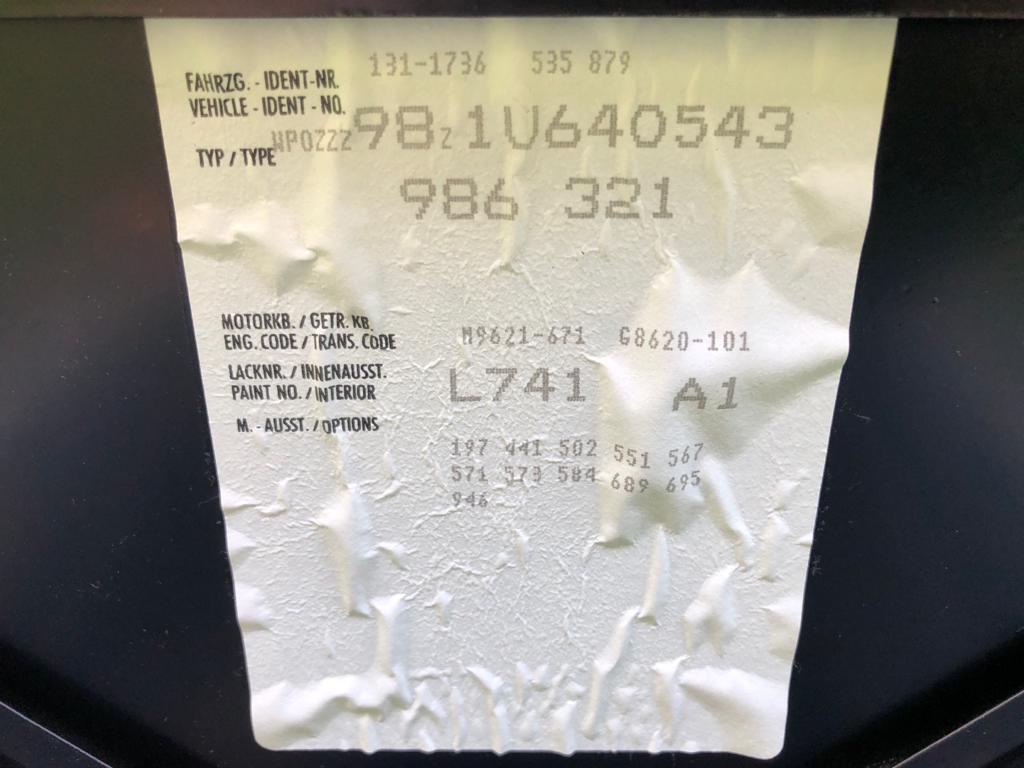 131-1736 535 879
FAHRZG. - IDENT-NR.
VEHICLE - IDENT - NO.
WP0ZZZ98Z1U640543
TYP / TYPE
986 321
MOTORKB. / GETR. KB.
ENG. CODE / TRANS. CODE
M9621-671 G8620-101
LACKNR. / INNENAUSST.
PAINT NO. / INTERIOR
L741 A1
M. - AUSST. / OPTIONS
197 441 502 551 567
571 573 584 689 695
946